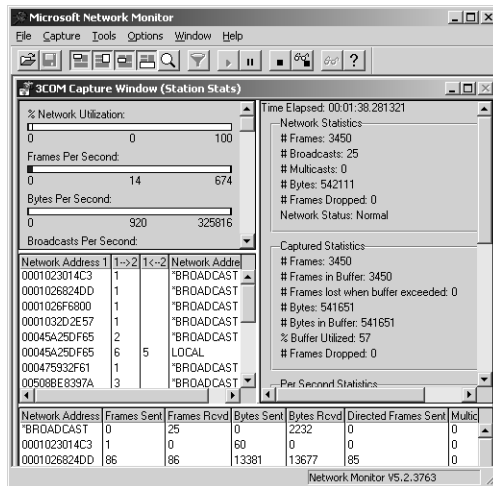 Microsoft Network Monitor
File Capture Tools Options Window Help
3COM Capture Window (Station Stats)
% Network Utilization:
0 0 100
Frames Per Second:
0 14 674
Bytes Per Second:
0 920 325816
Broadcasts Per Second:
Time Elapsed: 00:01:38.281321
Network Statistics
# Frames: 3450
# Broadcasts: 25
# Multicasts: 0
# Bytes: 542111
# Frames Dropped: 0
Network Status: Normal
Captured Statistics
# Frames: 3450
# Frames in Buffer: 3450
# Frames lost when buffer exceeded: 0
# Bytes: 541651
# Bytes in Buffer: 541651
% Buffer Utilized: 57
# Frames Dropped: 0
Per Second Statistics
Network Address 1 1-->2 1<--2 Network Addre
0001023014C3 1 *BROADCAST
0001026824DD 1 *BROADCAST
0001026F6800 1 *BROADCAST
0001032D2E57 1 *BROADCAST
00045A25DF65 2 *BROADCAST
00045A25DF65 6 5 LOCAL
000475932F61 1 *BROADCAST
00508BE8397A 3 *BROADCAST
Network Address Frames Sent Frames Rcvd Bytes Sent Bytes Rcvd Directed Frames Sent Multic
*BROADCAST 0 25 0 2232 0 0
0001023014C3 1 0 60 0 0 0
0001026824DD 86 86 13381 13677 85 0
Network Monitor V5.2.3763